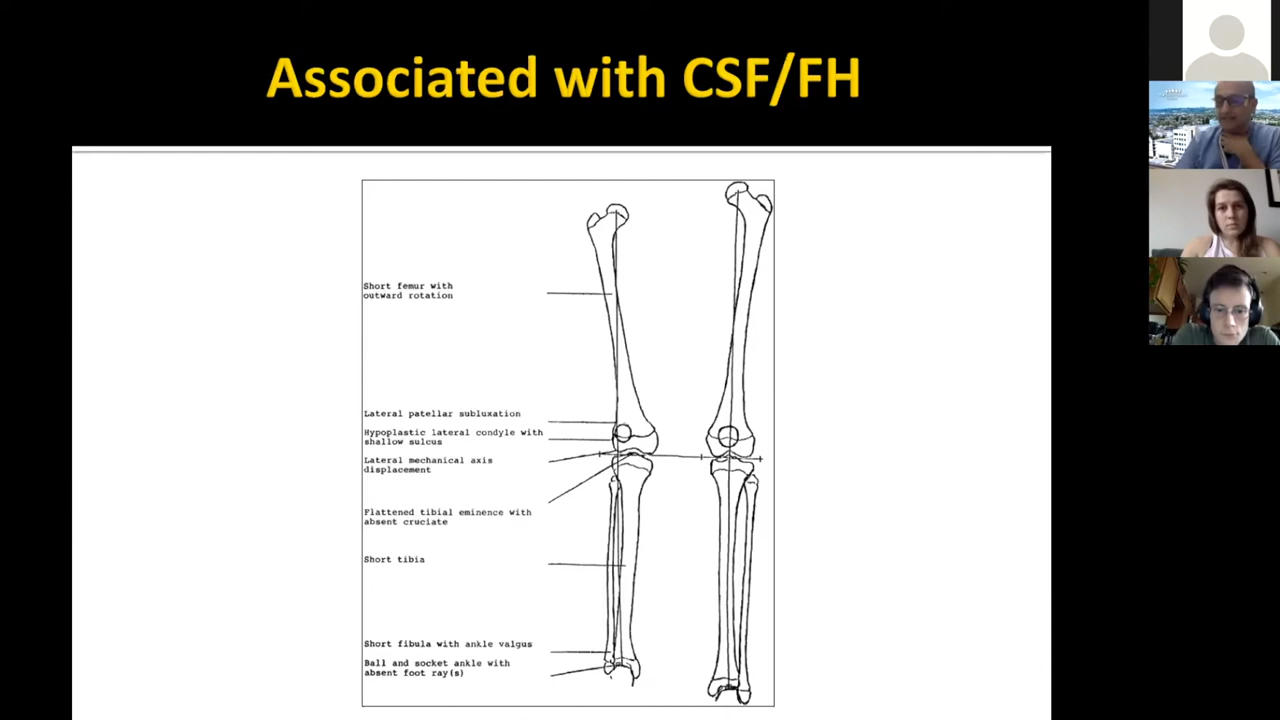 Associated with CSF/FH
Short femur with
outward rotation
Lateral patellar subluxation
Hypoplastic lateral condyle with
shallow sulcus
Lateral mechanical axis
displacement
Flattened tibial eminence with
absent cruciate
Short tibia
Short fibula with ankle valgus
Ball and socket ankle with
absent foot ray(s)